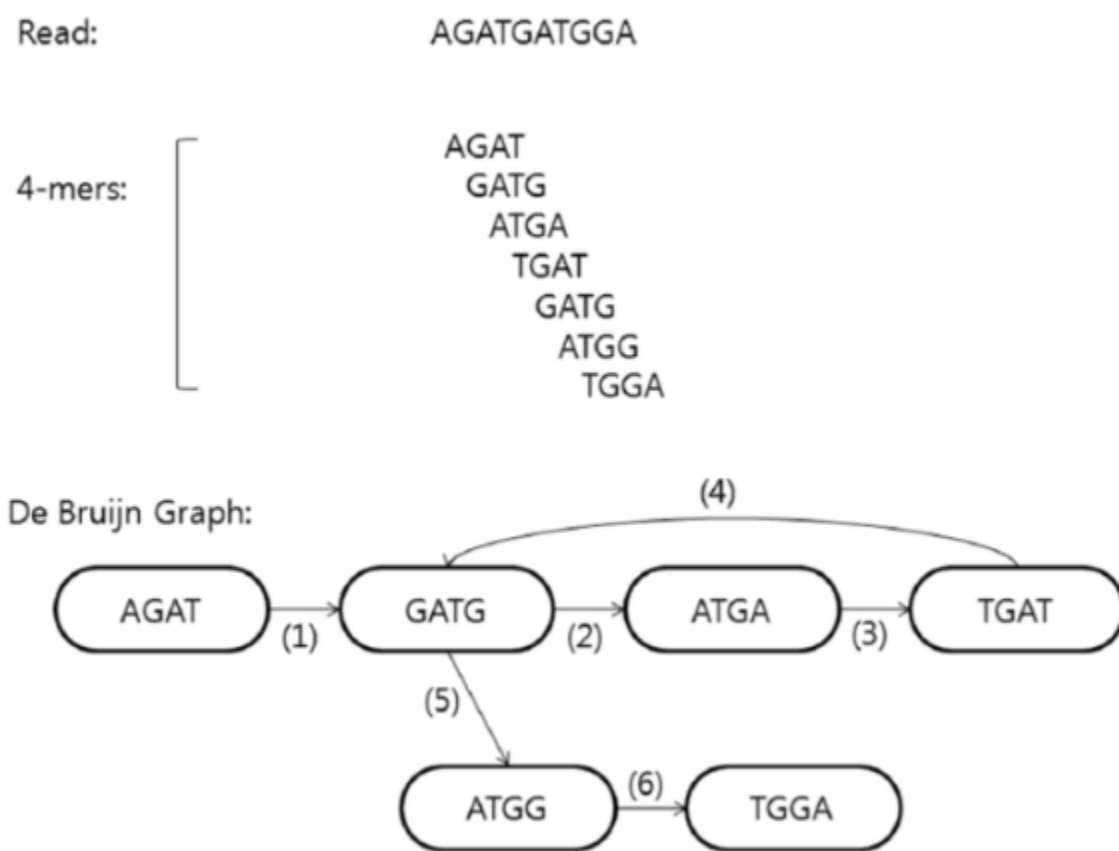 Read: AGATGATGGA
AGAT
4-mers: GATG
ATGA
TGAT
GATG
ATGG
TGGA
(4)
De Bruijn Graph:
AGAT GATG ATGA TGAT
(1) (2) (3)
(5)
(6)
ATGG TGGA